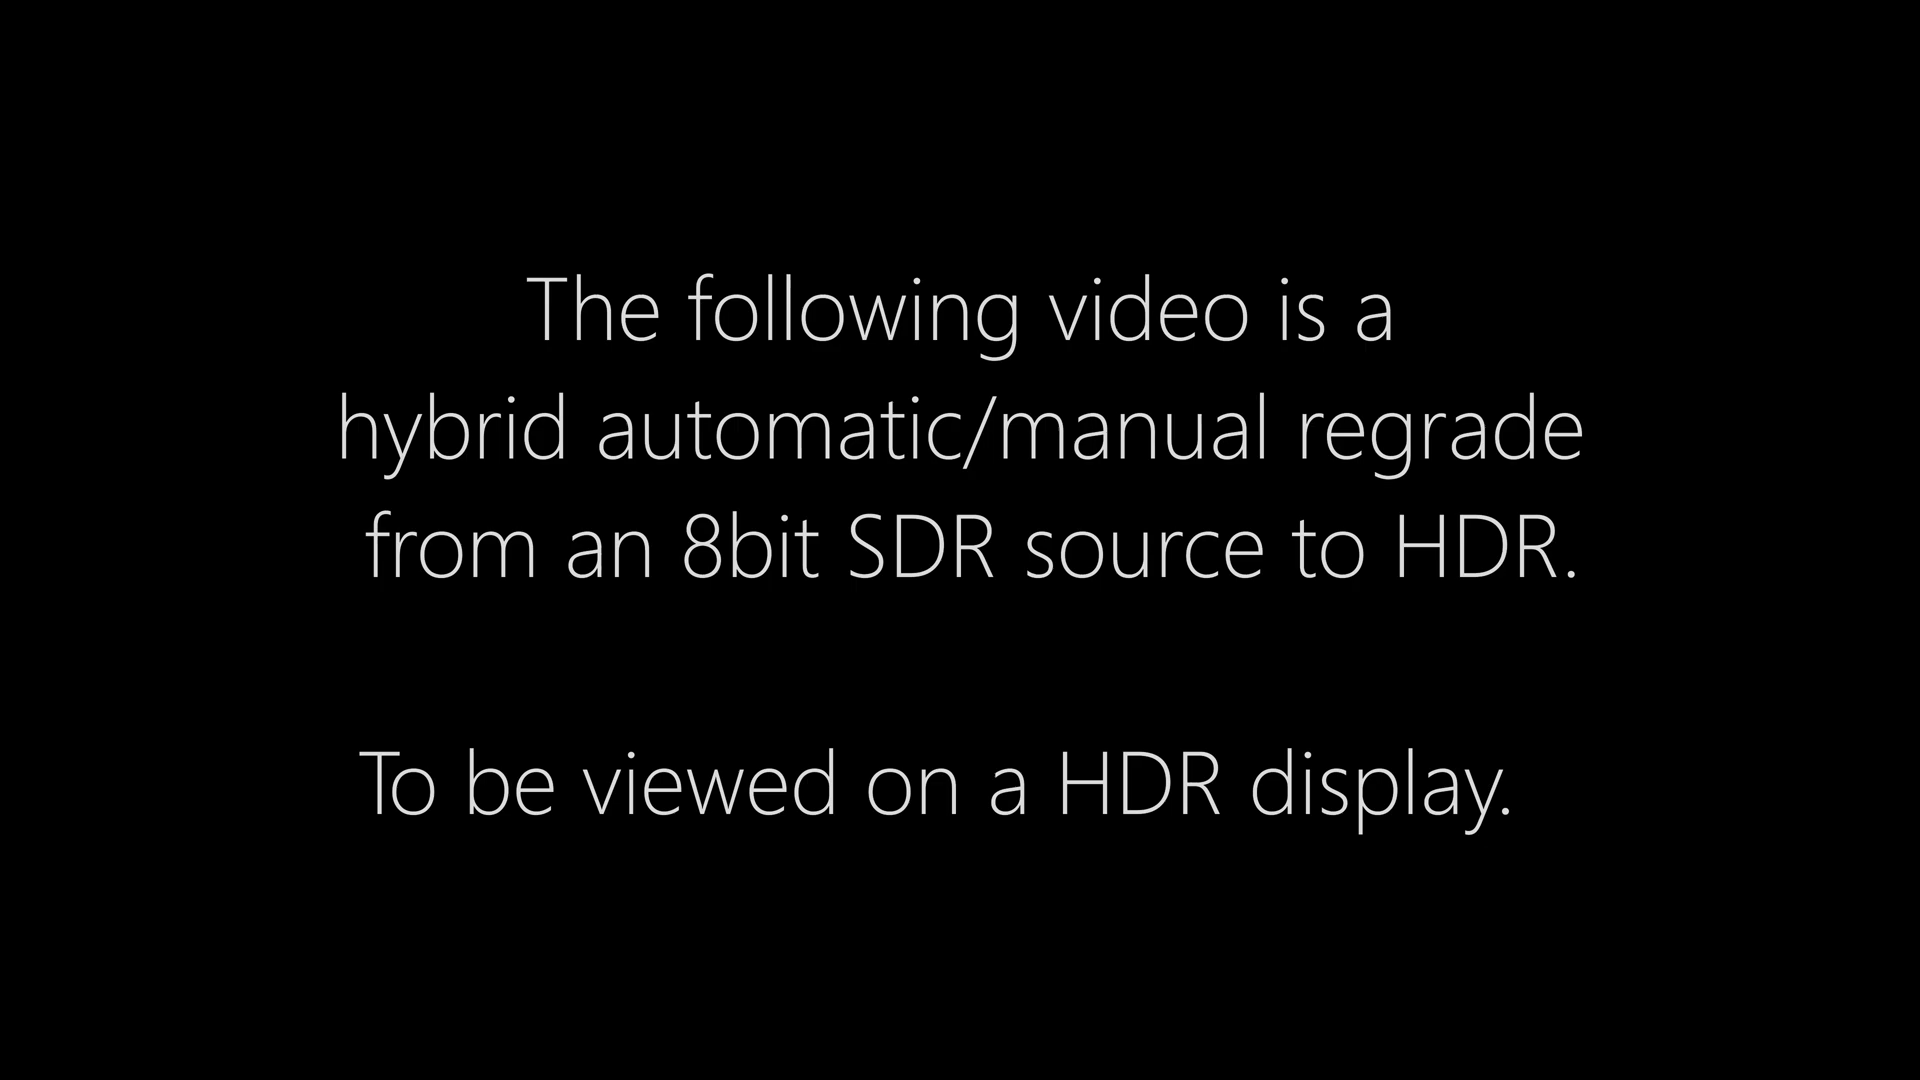 The following video is a
hybrid automatic/manual regrade
from an 8bit SDR source to HDR.
To be viewed on a HDR display.